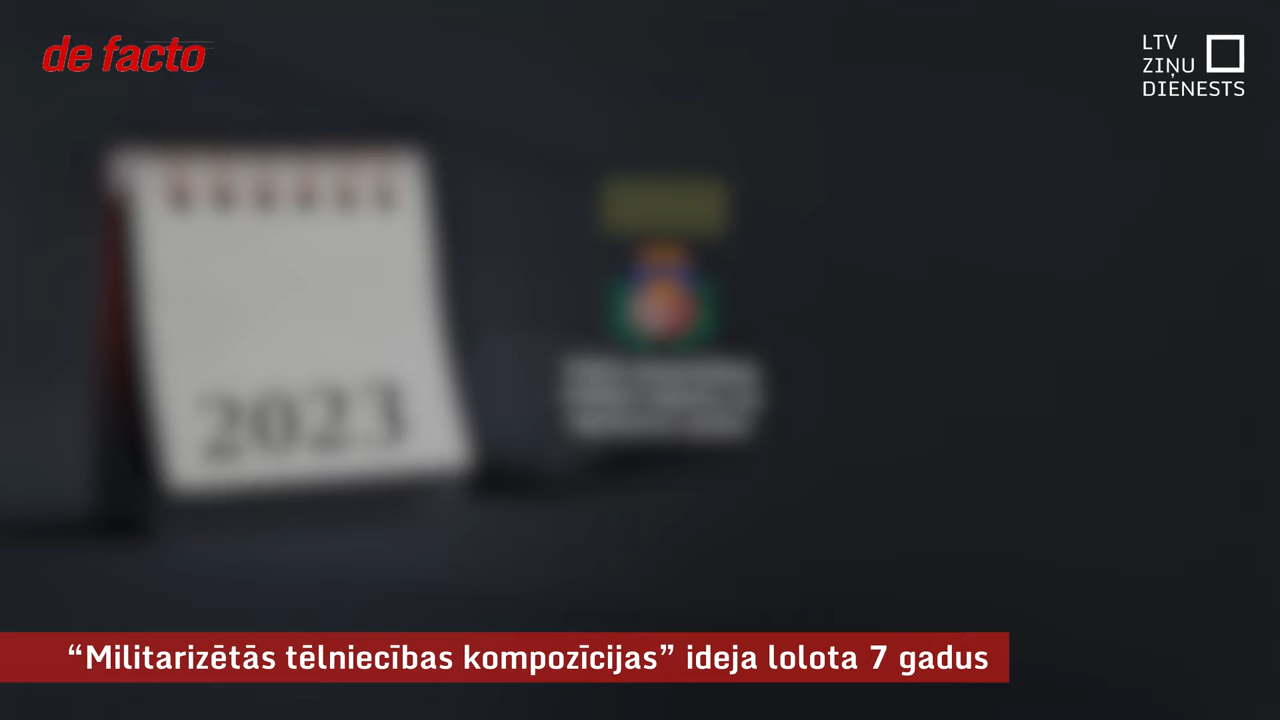 de facto
LTV
ZIŅU
DIENESTS
2023
“Militarizētās tēlniecības kompozīcijas” ideja lolota 7 gadus